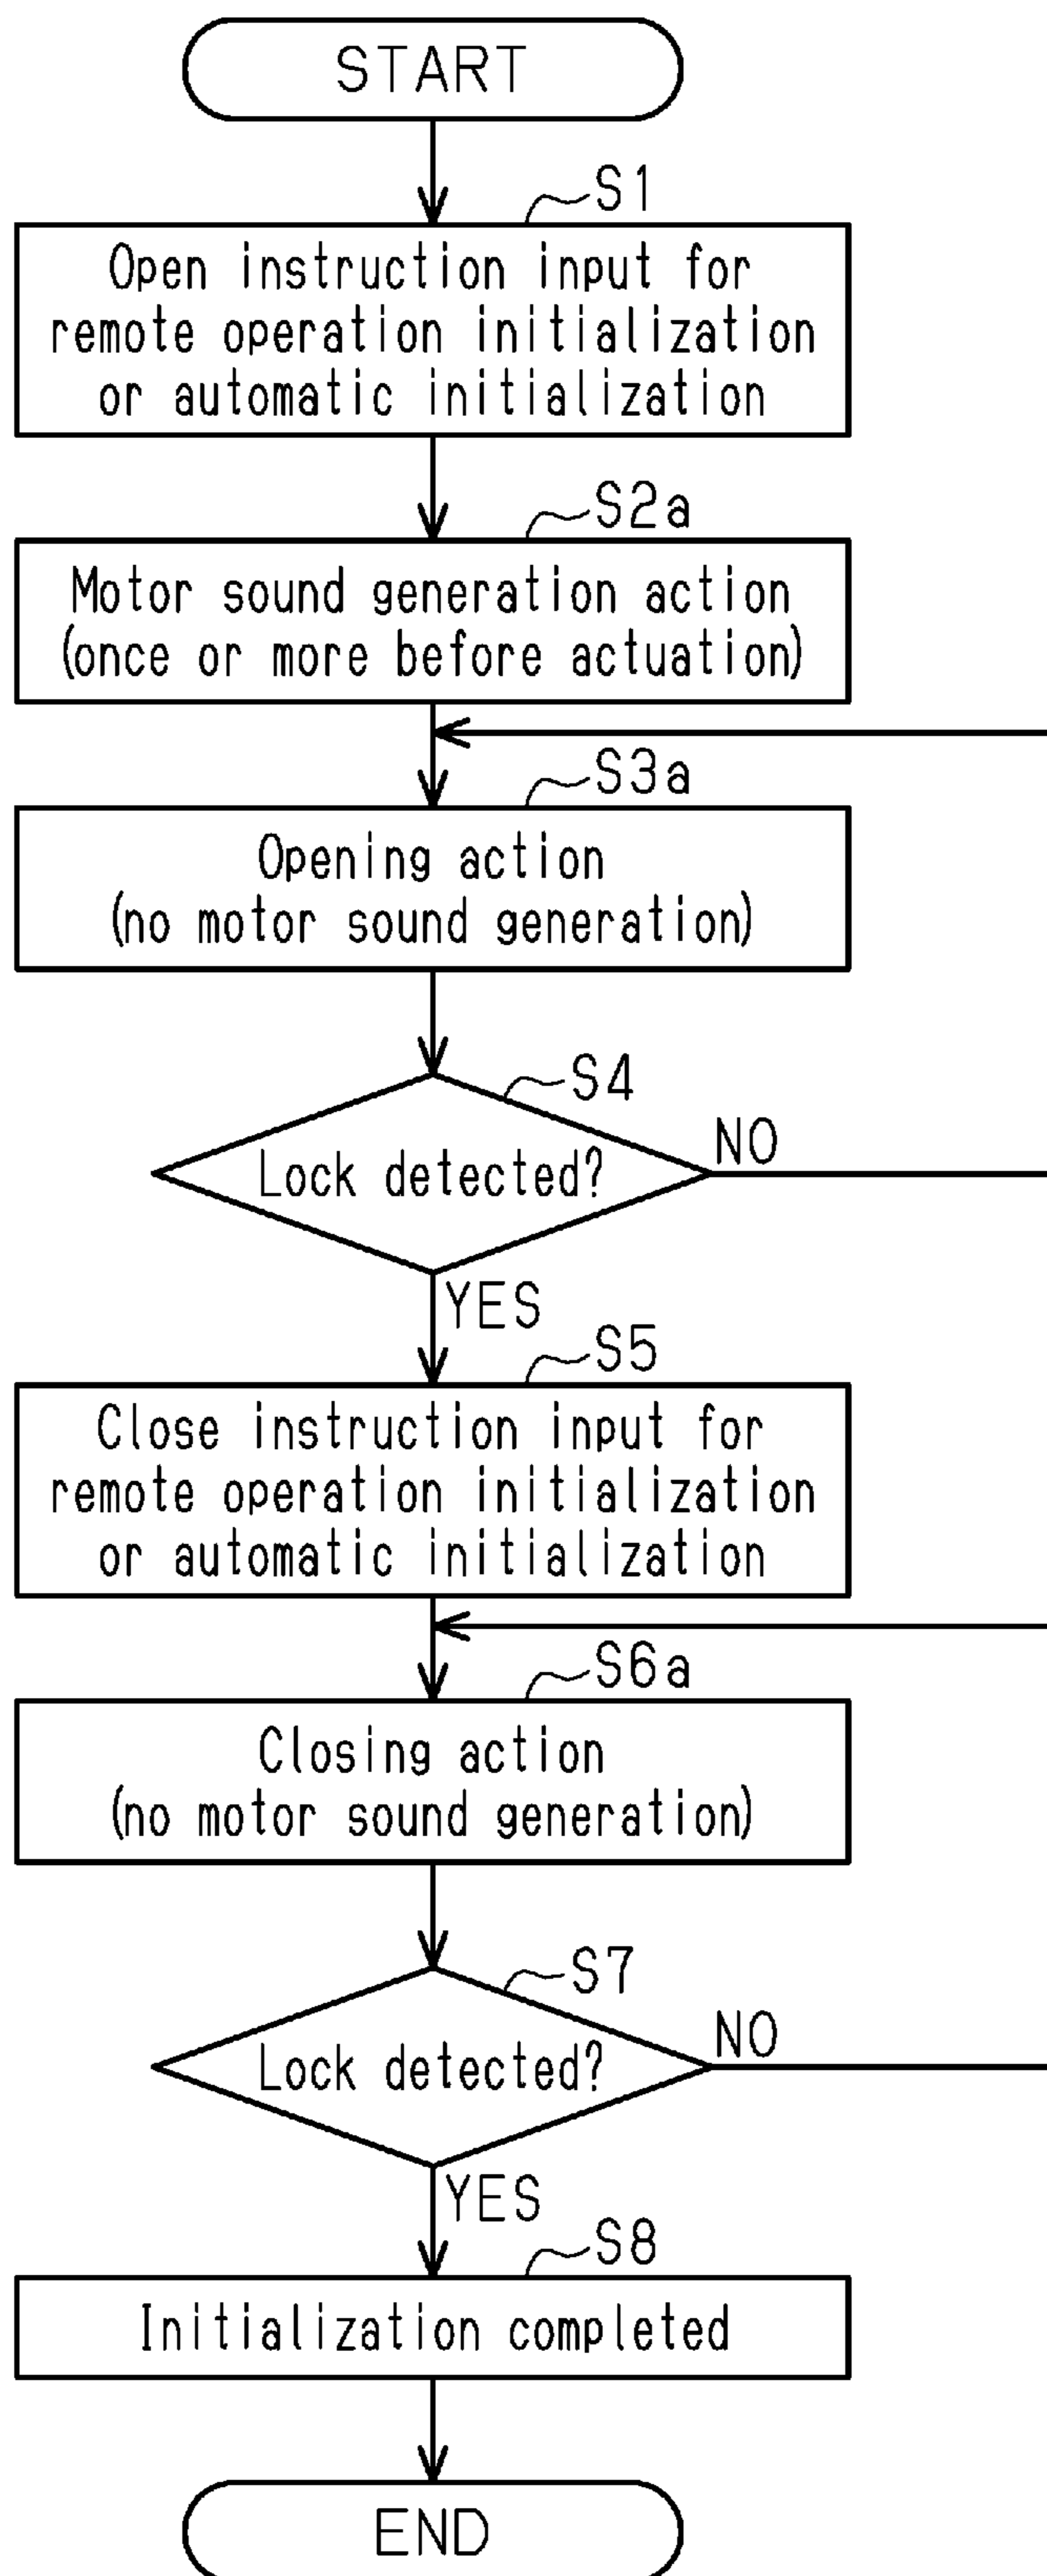 START
S1
Open instruction input for
remote operation initialization
or automatic initialization
S2a
Motor sound generation action
(once or more before actuation)
S3a
Opening action
(no motor sound generation)
S4
Lock detected?
NO
YES
S5
Close instruction input for
remote operation initialization
or automatic initialization
S6a
Closing action
(no motor sound generation)
S7
Lock detected?
NO
YES
S8
Initialization completed
END